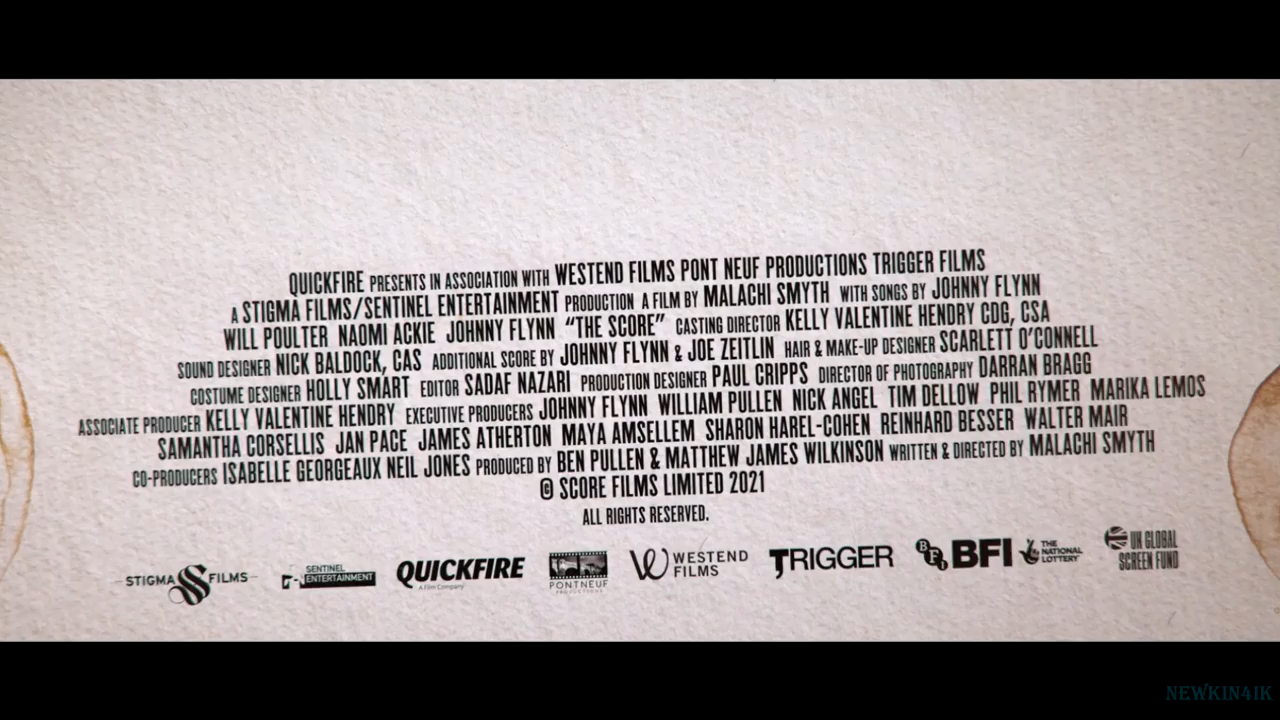 QUICKFIRE PRESENTS IN ASSOCIATION WITH WESTEND FILMS PONT NEUF PRODUCTIONS TRIGGER FILMS
A STIGMA FILMS/SENTINEL ENTERTAINMENT PRODUCTION A FILM BY MALACHI SMYTH WITH SONGS BY JOHNNY FLYNN
WILL POULTER NAOMI ACKIE JOHNNY FLYNN “THE SCORE” CASTING DIRECTOR KELLY VALENTINE HENDRY CDG, CSA
SOUND DESIGNER NICK BALDOCK, CAS ADDITIONAL SCORE BY JOHNNY FLYNN & JOE ZEITLIN HAIR & MAKE-UP DESIGNER SCARLETT O’CONNELL
COSTUME DESIGNER HOLLY SMART EDITOR SADAF NAZARI PRODUCTION DESIGNER PAUL CRIPPS DIRECTOR OF PHOTOGRAPHY DARRAN BRAGG
ASSOCIATE PRODUCER KELLY VALENTINE HENDRY EXECUTIVE PRODUCERS JOHNNY FLYNN WILLIAM PULLEN NICK ANGEL TIM DELLOW PHIL RYMER MARIKA LEMOS
SAMANTHA CORSELLIS JAN PACE JAMES ATHERTON MAYA AMSELLEM SHARON HAREL-COHEN REINHARD BESSER WALTER MAIR
CO-PRODUCERS ISABELLE GEORGEAUX NEIL JONES PRODUCED BY BEN PULLEN & MATTHEW JAMES WILKINSON WRITTEN & DIRECTED BY MALACHI SMYTH
© SCORE FILMS LIMITED 2021
ALL RIGHTS RESERVED.
STIGMA FILMS
SENTINEL
ENTERTAINMENT
QUICKFIRE
A Film Company
PONTNEUF
PRODUCTIONS
WESTEND
FILMS
TRIGGER
BFI BFI
THE
NATIONAL
LOTTERY
UK GLOBAL
SCREEN FUND
NEWKIN4IK